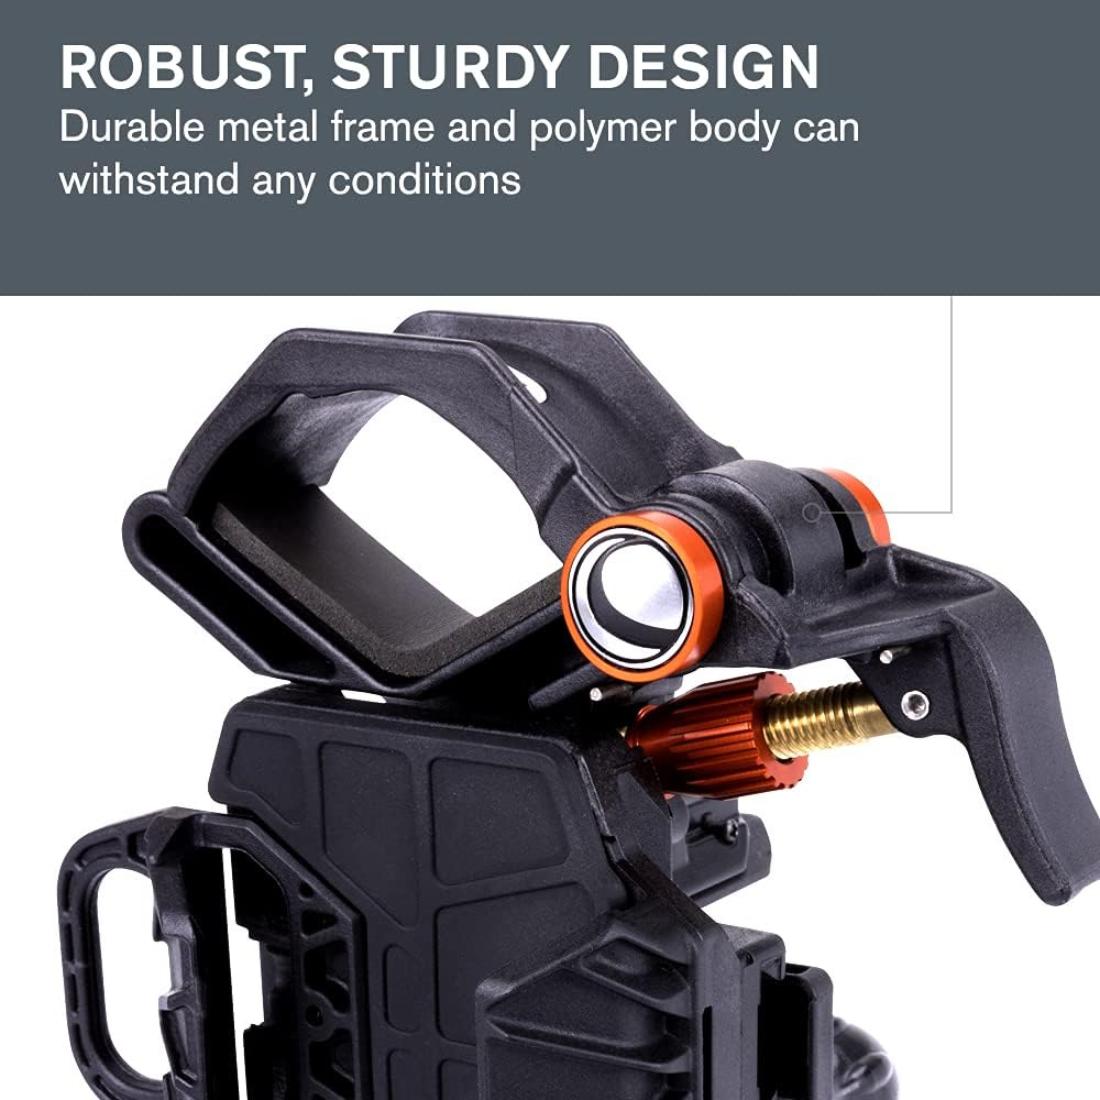 ROBUST, STURDY DESIGN
Durable metal frame and polymer body can
withstand any conditions